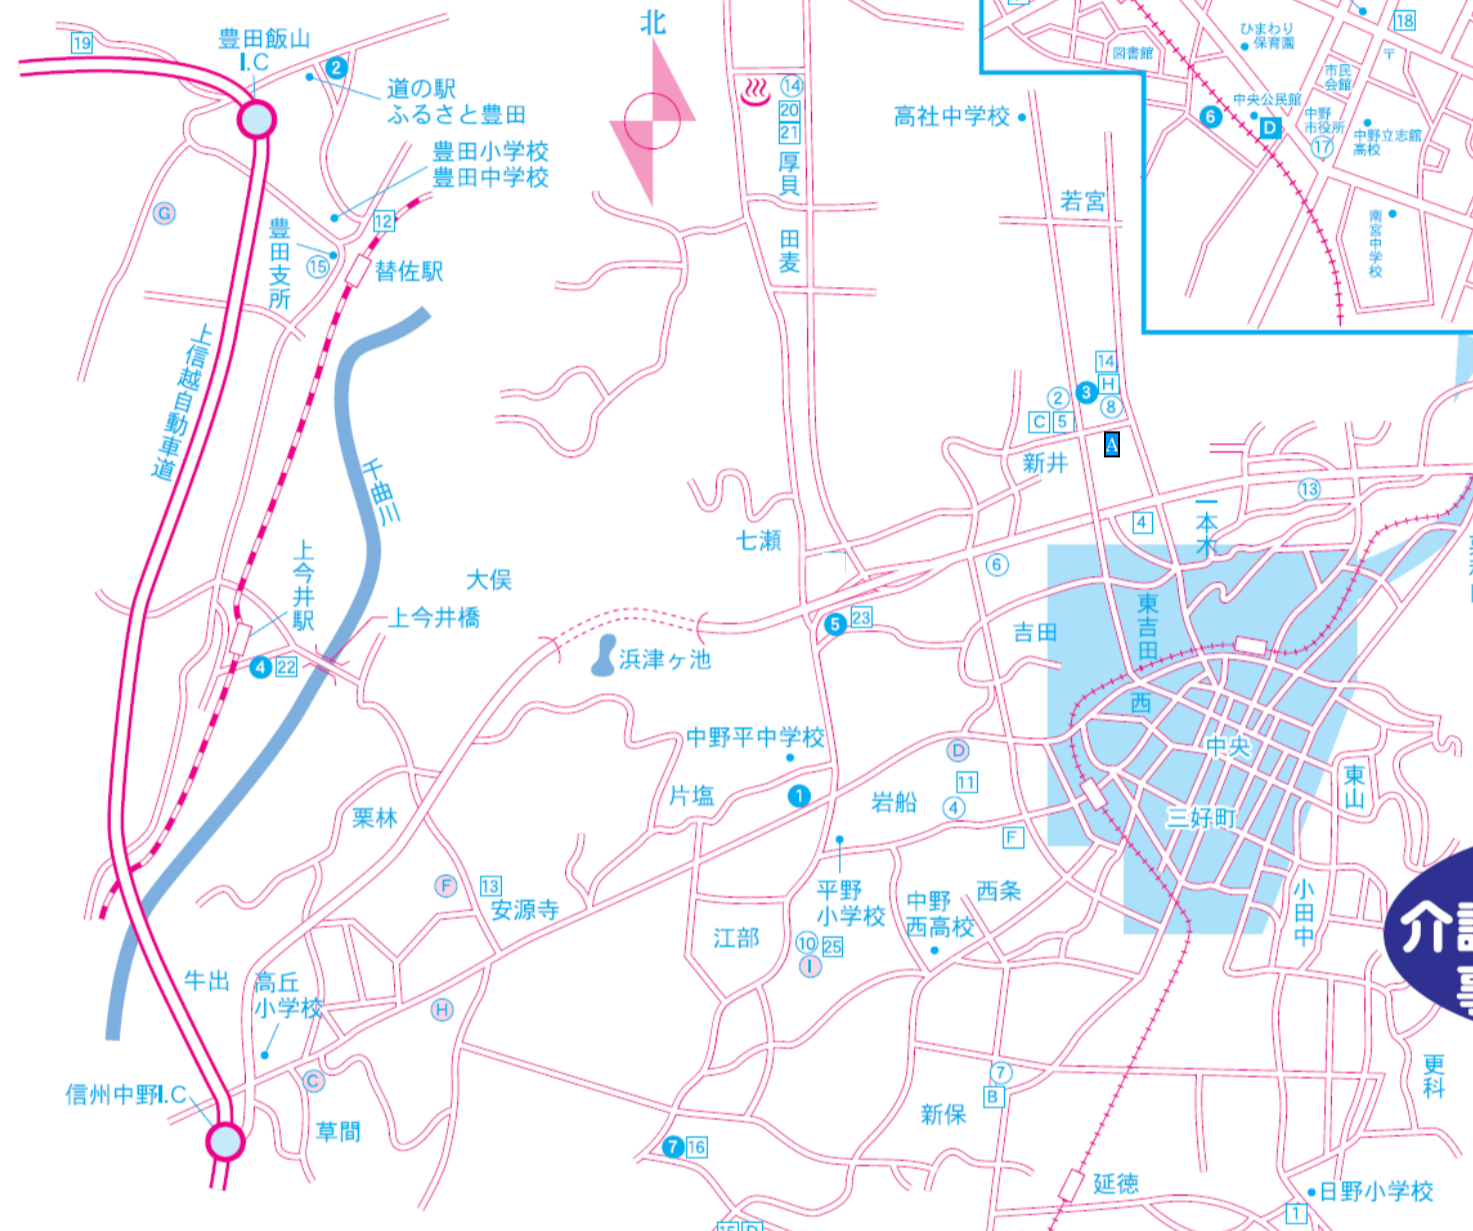 19
豊田飯山
I.C
2
道の駅
ふるさと豊田
豊田小学校
豊田中学校
G
12
豊田支所
15
替佐駅
上信越自動車道
千曲川
上今井駅
上今井橋
4
22
大俣
北
14
20
21
厚貝
田麦
高社中学校
若宮
図書館
ひまわり
保育園
18
〒
市民
会館
中央公民館
6
D
中野
市役所
17
中野立志館
高校
南宮中学校
14
H
3
2
8
C
5
A
新井
4
一本木
13
七瀬
6
5
23
吉田
東吉田
浜津ヶ池
西
中央
東山
三好町
中野平中学校
D
11
4
岩船
片塩
1
F
栗林
F
13
安源寺
平野
小学校
中野
西高校
西条
小田中
江部
10
25
I
介
牛出
高丘
小学校
H
C
信州中野I.C
草間
7
B
新保
更科
7
16
延徳
日野小学校
1
15
D